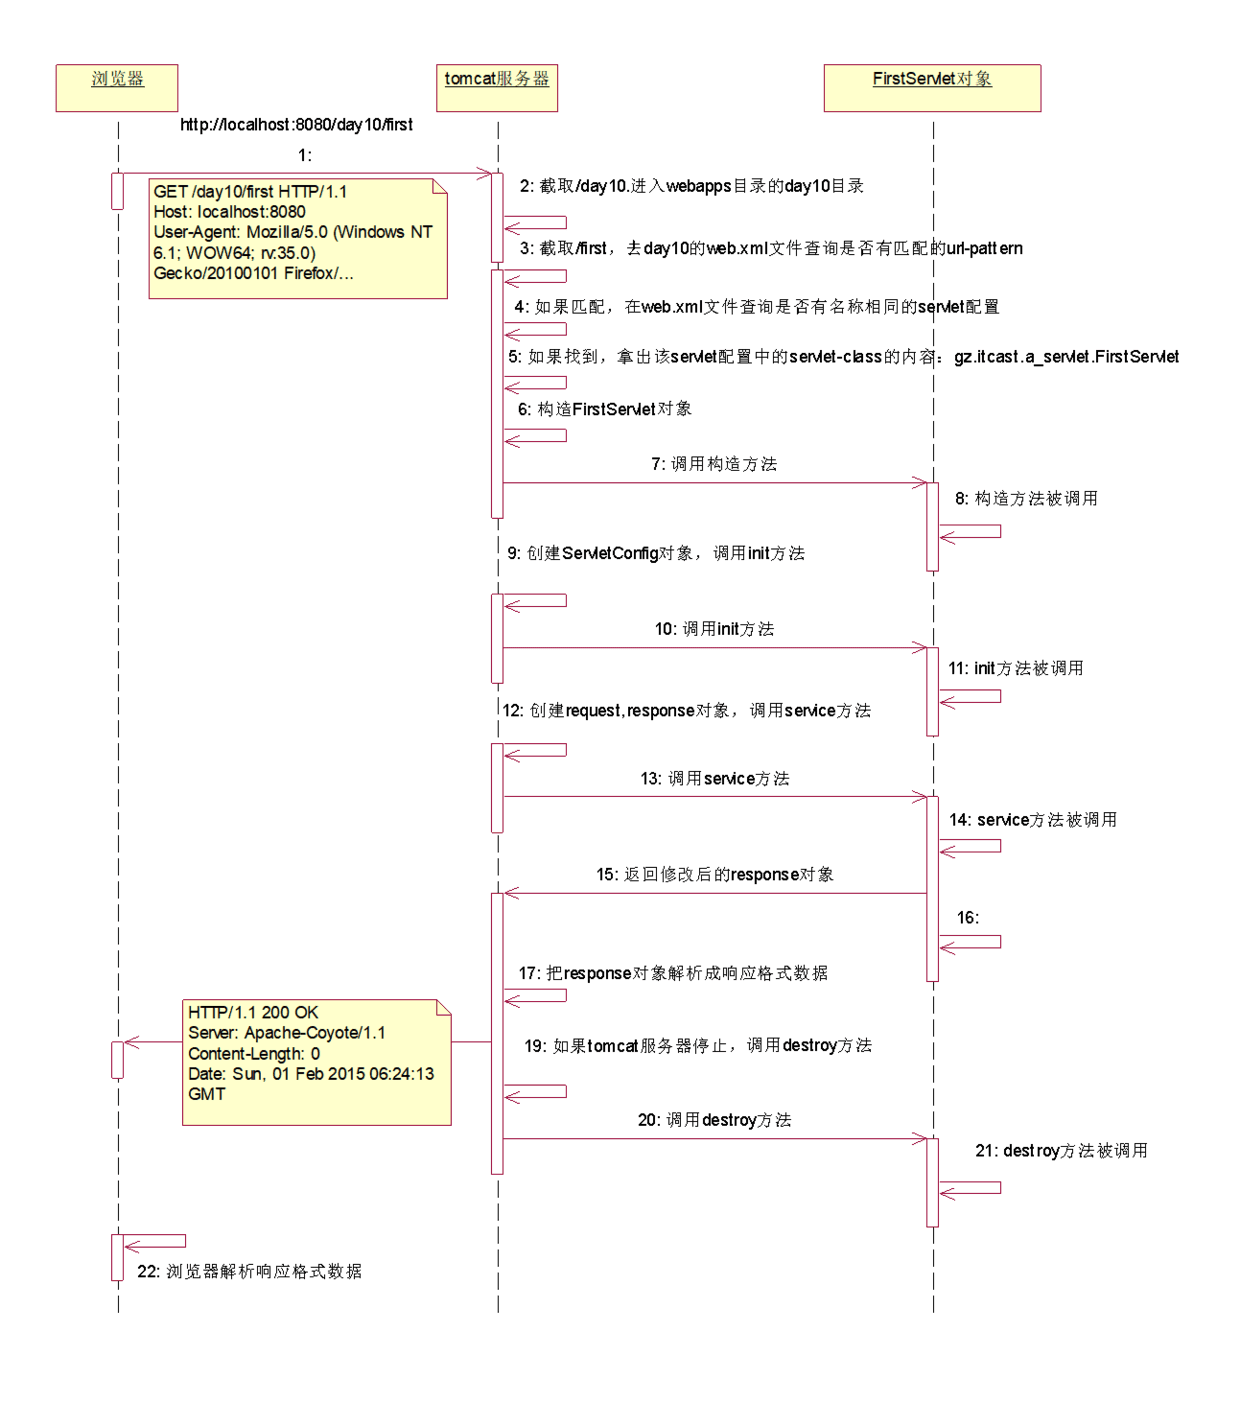 浏览器
tomcat服务器
FirstServlet对象
http://localhost:8080/day10/first
1:
GET /day10/first HTTP/1.1
Host: localhost:8080
User-Agent: Mozilla/5.0 (Windows NT
6.1; WOW64; rv:35.0)
Gecko/20100101 Firefox/...
2: 截取/day10.进入webapps目录的day10目录
3: 截取/first，去day10的web.xml文件查询是否有匹配的url-pattern
4: 如果匹配，在web.xml文件查询是否有名称相同的servlet配置
5: 如果找到，拿出该servlet配置中的servlet-class的内容：gz.itcast.a_servlet.FirstServlet
6: 构造FirstServlet对象
7: 调用构造方法
8: 构造方法被调用
9: 创建ServletConfig对象，调用init方法
10: 调用init方法
11: init方法被调用
12: 创建request,response对象，调用service方法
13: 调用service方法
14: service方法被调用
15: 返回修改后的response对象
16:
17: 把response对象解析成响应格式数据
HTTP/1.1 200 OK
Server: Apache-Coyote/1.1
Content-Length: 0
Date: Sun, 01 Feb 2015 06:24:13
GMT
19: 如果tomcat服务器停止，调用destroy方法
20: 调用destroy方法
21: destroy方法被调用
22: 浏览器解析响应格式数据